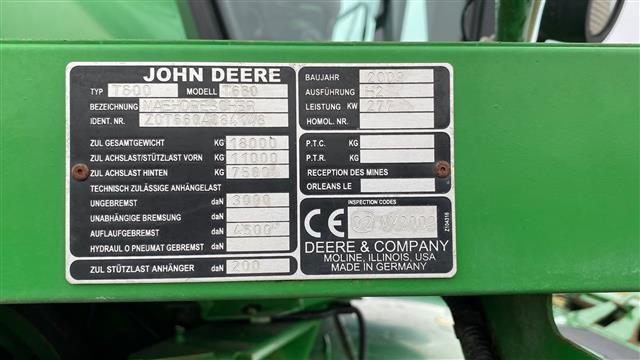 JOHN DEERE
TYP T600 MODELL T660
BEZEICHNUNG MAEHDRESCHER
IDENT. NR.
ZUL GESAMTGEWICHT KG 18000
ZUL ACHSLAST/STÜTZLAST VORN KG 11000
ZUL ACHSLAST HINTEN KG 7500
TECHNISCH ZULÄSSIGE ANHÄNGELAST
UNGEBREMST daN 3000
UNABHÄNGIGE BREMSUNG daN
AUFLAUFGEBREMST daN 4500
HYDRAUL O PNEUMAT GEBREMST daN
ZUL STÜTZLAST ANHÄNGER daN 200
BAUJAHR
AUSFÜHRUNG H2
LEISTUNG KW 277
HOMOL. NR.
P.T.C. KG
P.T.R. KG
RECEPTION DES MINES
ORLEANS LE
INSPECTION CODES
CE
DEERE & COMPANY
MOLINE, ILLINOIS, USA
MADE IN GERMANY
Z104316